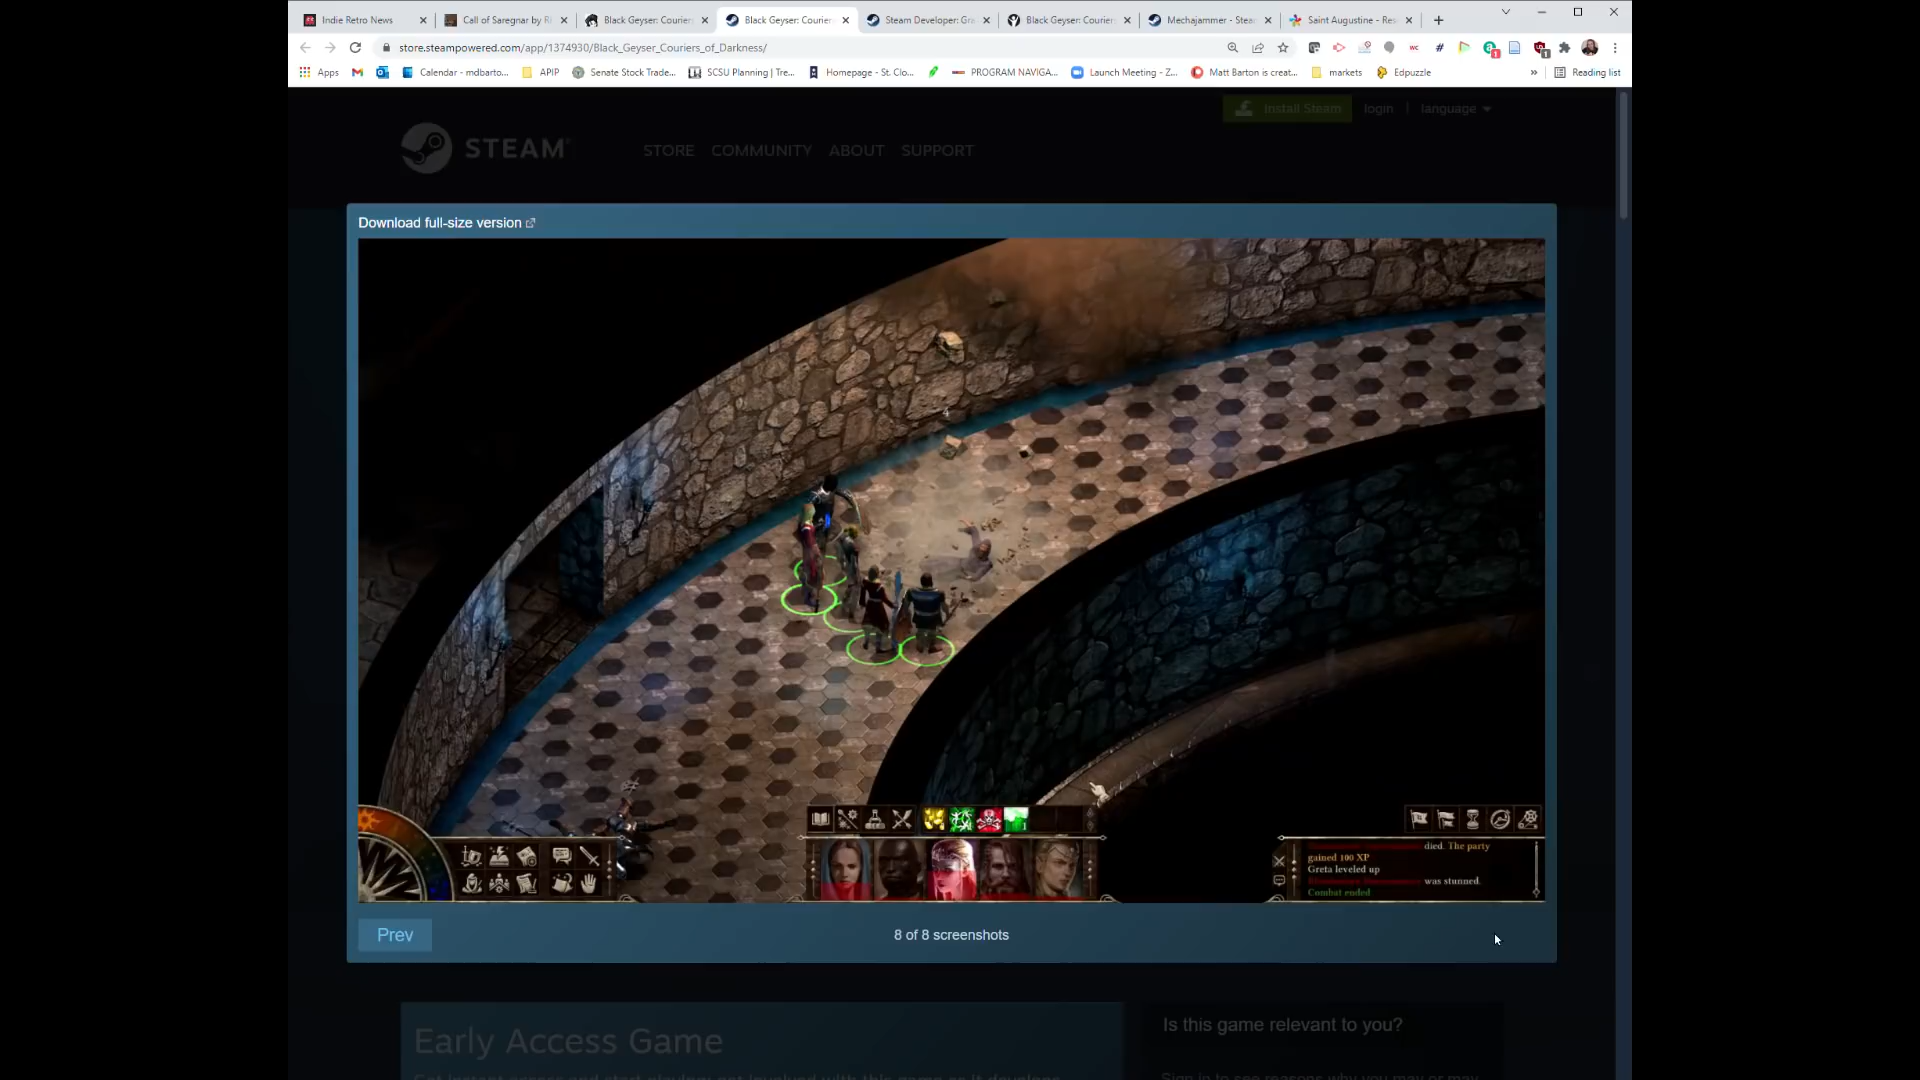 Indie Retro News
Call of Saregnar by Ri
Black Geyser: Courier
Black Geyser: Courier
Steam Developer: Gra
Black Geyser: Courier
Mechajammer - Stea
Saint Augustine - Res
store.steampowered.com/app/1374930/Black_Geyser_Couriers_of_Darkness/
Apps
Calendar - mdbarto...
APIP
Senate Stock Trade...
SCSU Planning | Tre...
Homepage - St. Clo...
PROGRAM NAVIGA...
Launch Meeting - Z...
Matt Barton is creat...
markets
Edpuzzle
»
Reading list
Install Steam
login | language
STEAM®
STORE COMMUNITY ABOUT SUPPORT
Download full-size version
4
died. The party
gained 100 XP
Greta leveled up
was stunned.
Combat ended
Prev
8 of 8 screenshots
Early Access Game
Is this game relevant to you?